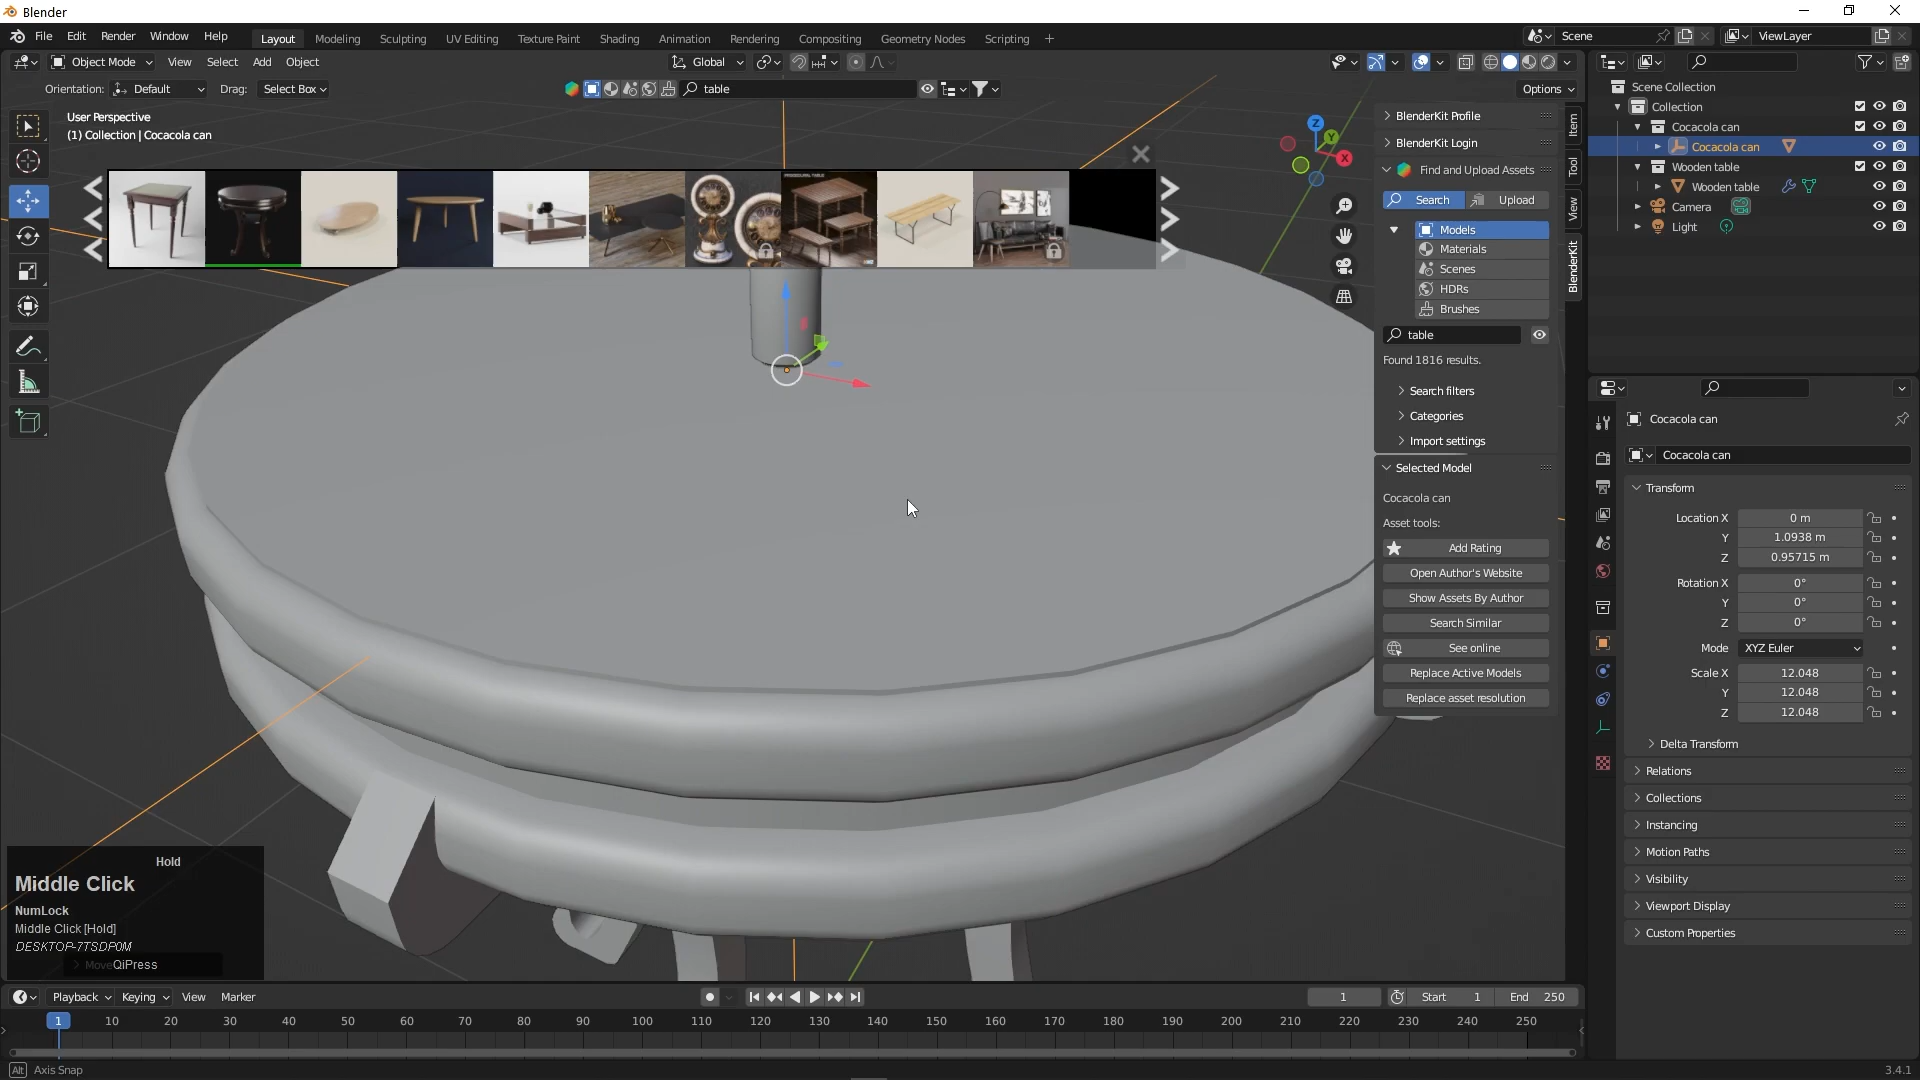 Blender
File Edit Render Window Help Layout Modeling Sculpting UV Editing Texture Paint Shading Animation Rendering Compositing Geometry Nodes Scripting + Scene ViewLayer
Object Mode View Select Add Object Global
Orientation: Default Drag: Select Box table Options
User Perspective
(1) Collection | Cocacola can
Z
Y
X
Item
Tool
View
BlenderKit
BlenderKit Profile
BlenderKit Login
Find and Upload Assets
Search Upload
Models
Materials
Scenes
HDRs
Brushes
table
Found 1816 results.
Search filters
Categories
Import settings
Selected Model
Cocacola can
Asset tools:
Add Rating
Open Author's Website
Show Assets By Author
Search Similar
See online
Replace Active Models
Replace asset resolution
Scene Collection
Collection
Cocacola can
Cocacola can
Wooden table
Wooden table
Camera
Light
Cocacola can
Cocacola can
Transform
Location X 0 m
Y 1.0938 m
Z 0.95715 m
Rotation X 0°
Y 0°
Z 0°
Mode XYZ Euler
Scale X 12.048
Y 12.048
Z 12.048
Delta Transform
Relations
Collections
Instancing
Motion Paths
Visibility
Viewport Display
Custom Properties
Hold
Middle Click
NumLock
Middle Click [Hold]
DESKTOP-7TSDP0M
Move QiPress
Playback Keying View Marker 1 Start 1 End 250
1 10 20 30 40 50 60 70 80 90 100 110 120 130 140 150 160 170 180 190 200 210 220 230 240 250
Alt Axis Snap 3.4.1